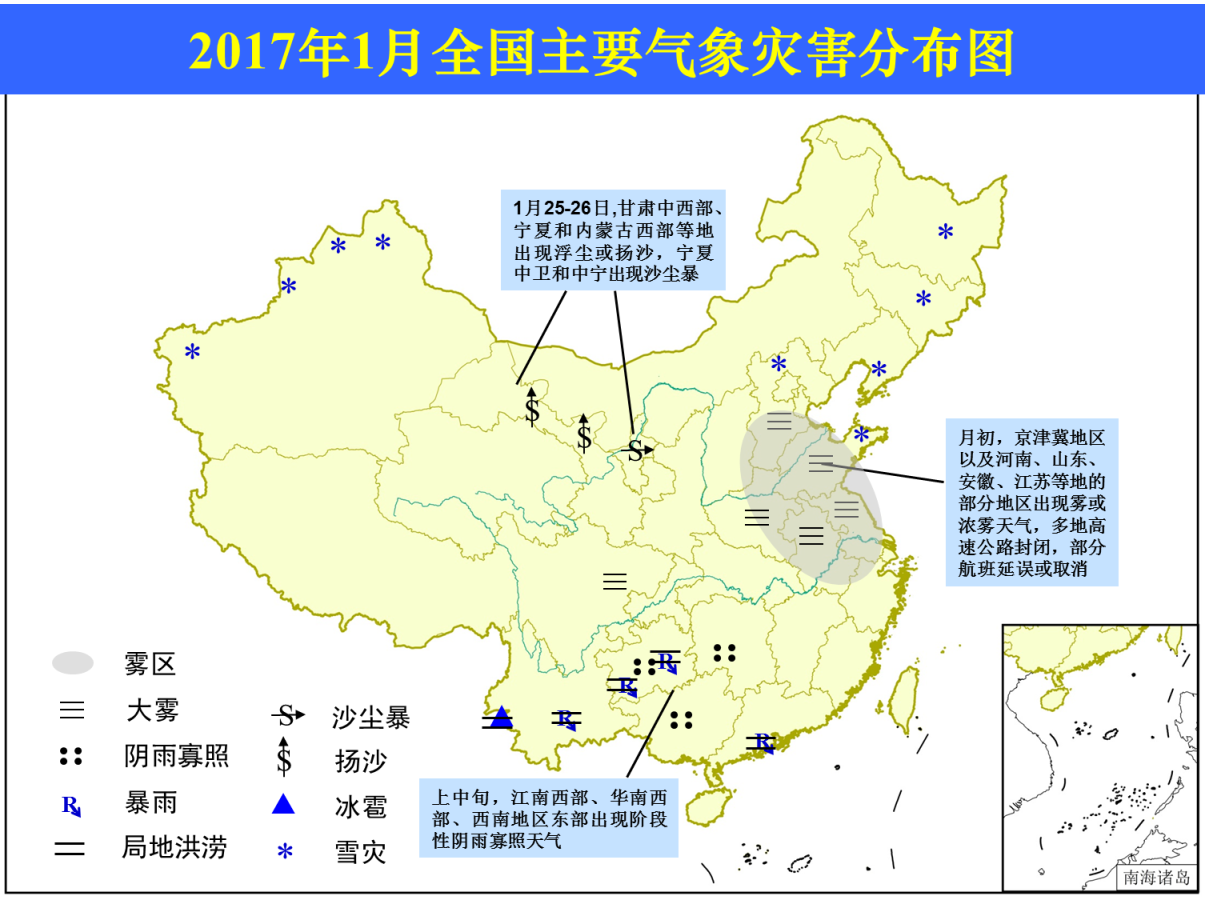 2017年1月全国主要气象灾害分布图
1月25-26日,甘肃中西部、
宁夏和内蒙古西部等地
出现浮尘或扬沙，宁夏
中卫和中宁出现沙尘暴
月初，京津冀地区
以及河南、山东、
安徽、江苏等地的
部分地区出现雾或
浓雾天气，多地高
速公路封闭，部分
航班延误或取消
上中旬，江南西部、华南西
部、西南地区东部出现阶段
性阴雨寡照天气
雾区
大雾
阴雨寡照
暴雨
局地洪涝
沙尘暴
扬沙
冰雹
雪灾
南海诸岛